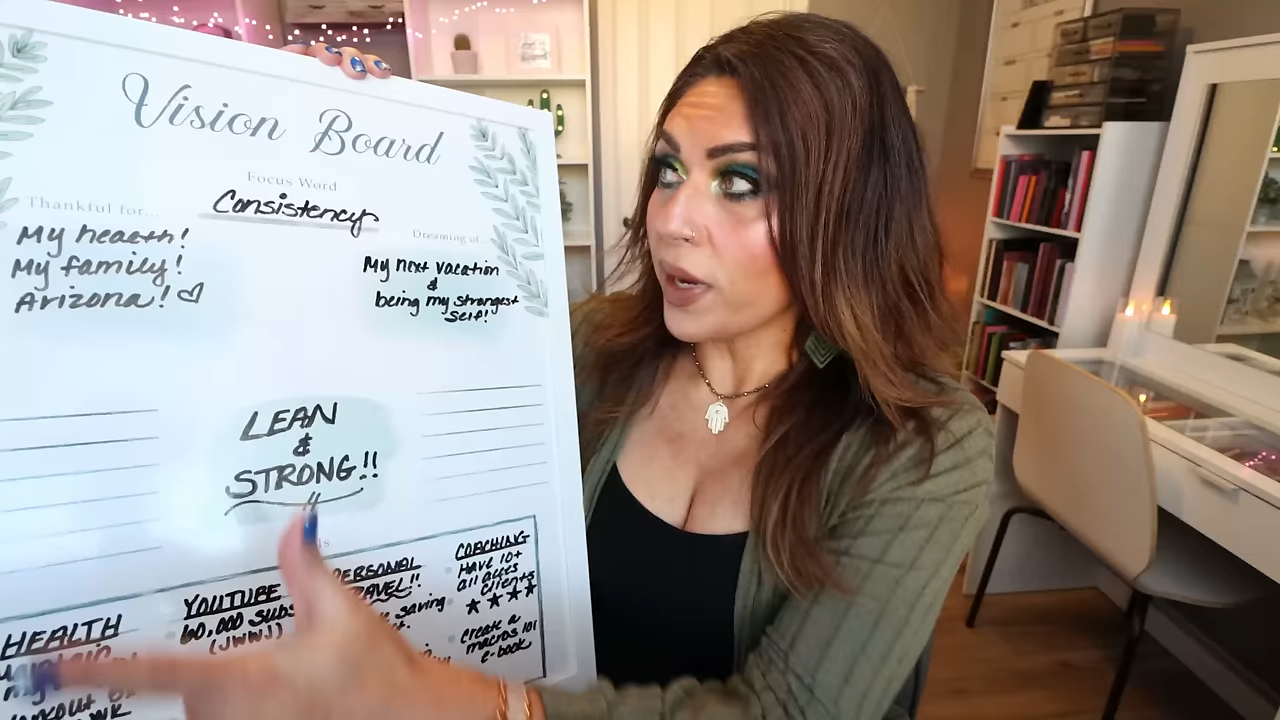 Vision Board
Focus Word
Consistency
Thankful for...
My health!
My family!
Arizona! ♡
Dreaming of...
My next vacation
&
being my strongest
self!
LEAN
&
STRONG!!
HEALTH
YOUTUBE
60,000 subs
(JWWJ)
PERSONAL
saving
COACHING
Have 10+
all access
clients
★ ★ ★ ★
create a
macros 101
e-book